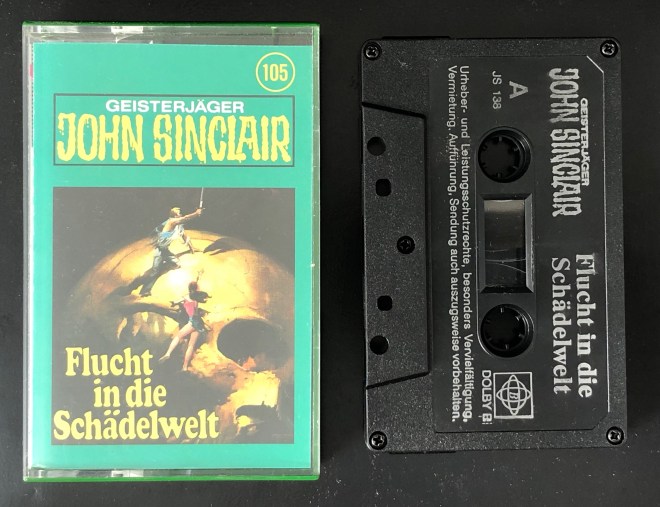 105
GEISTERJÄGER
JOHN SINCLAIR
Flucht
in die
Schädelwelt
GEISTERJÄGER
JOHN SINCLAIR
Flucht in die
Schädelwelt
A
JS 138
DOLBY B
Urheber- und Leistungsschutzrechte, besonders Vervielfältigung,
Vermietung, Aufführung, Sendung auch auszugsweise vorbehalten.